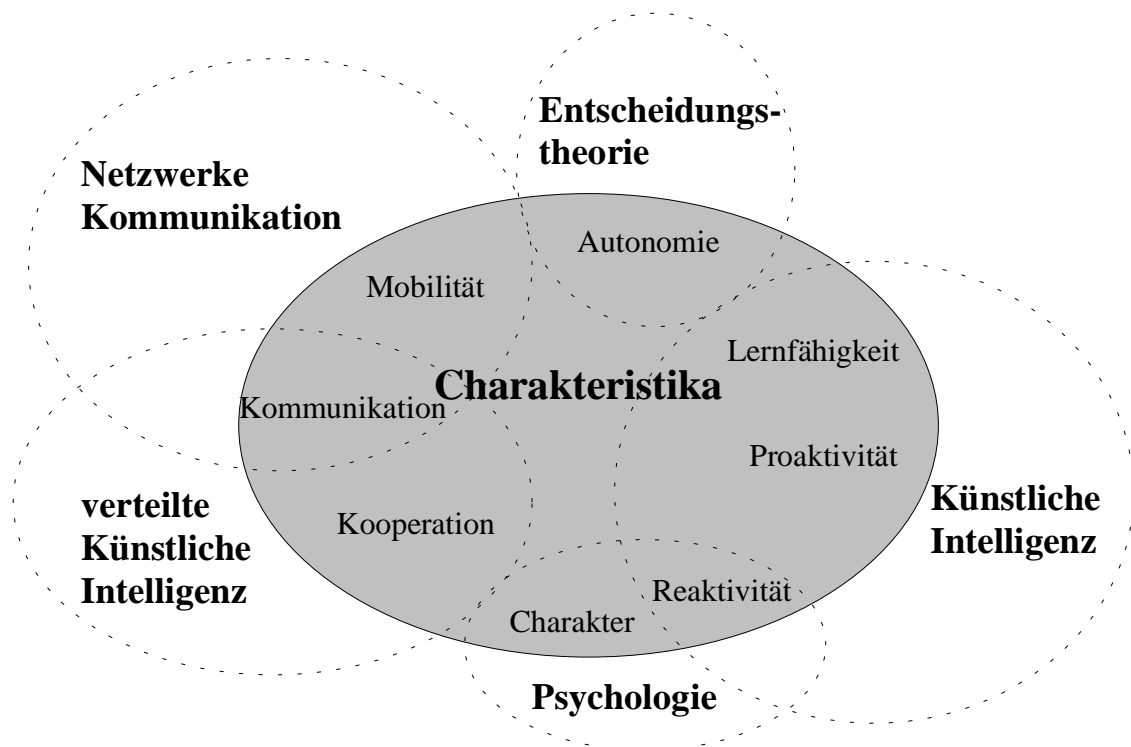 Entscheidungs-
theorie
Netzwerke
Kommunikation
Autonomie
Mobilität
Lernfähigkeit
Charakteristika
Kommunikation
Proaktivität
verteilte
Künstliche
Intelligenz
Kooperation
Künstliche
Intelligenz
Reaktivität
Charakter
Psychologie